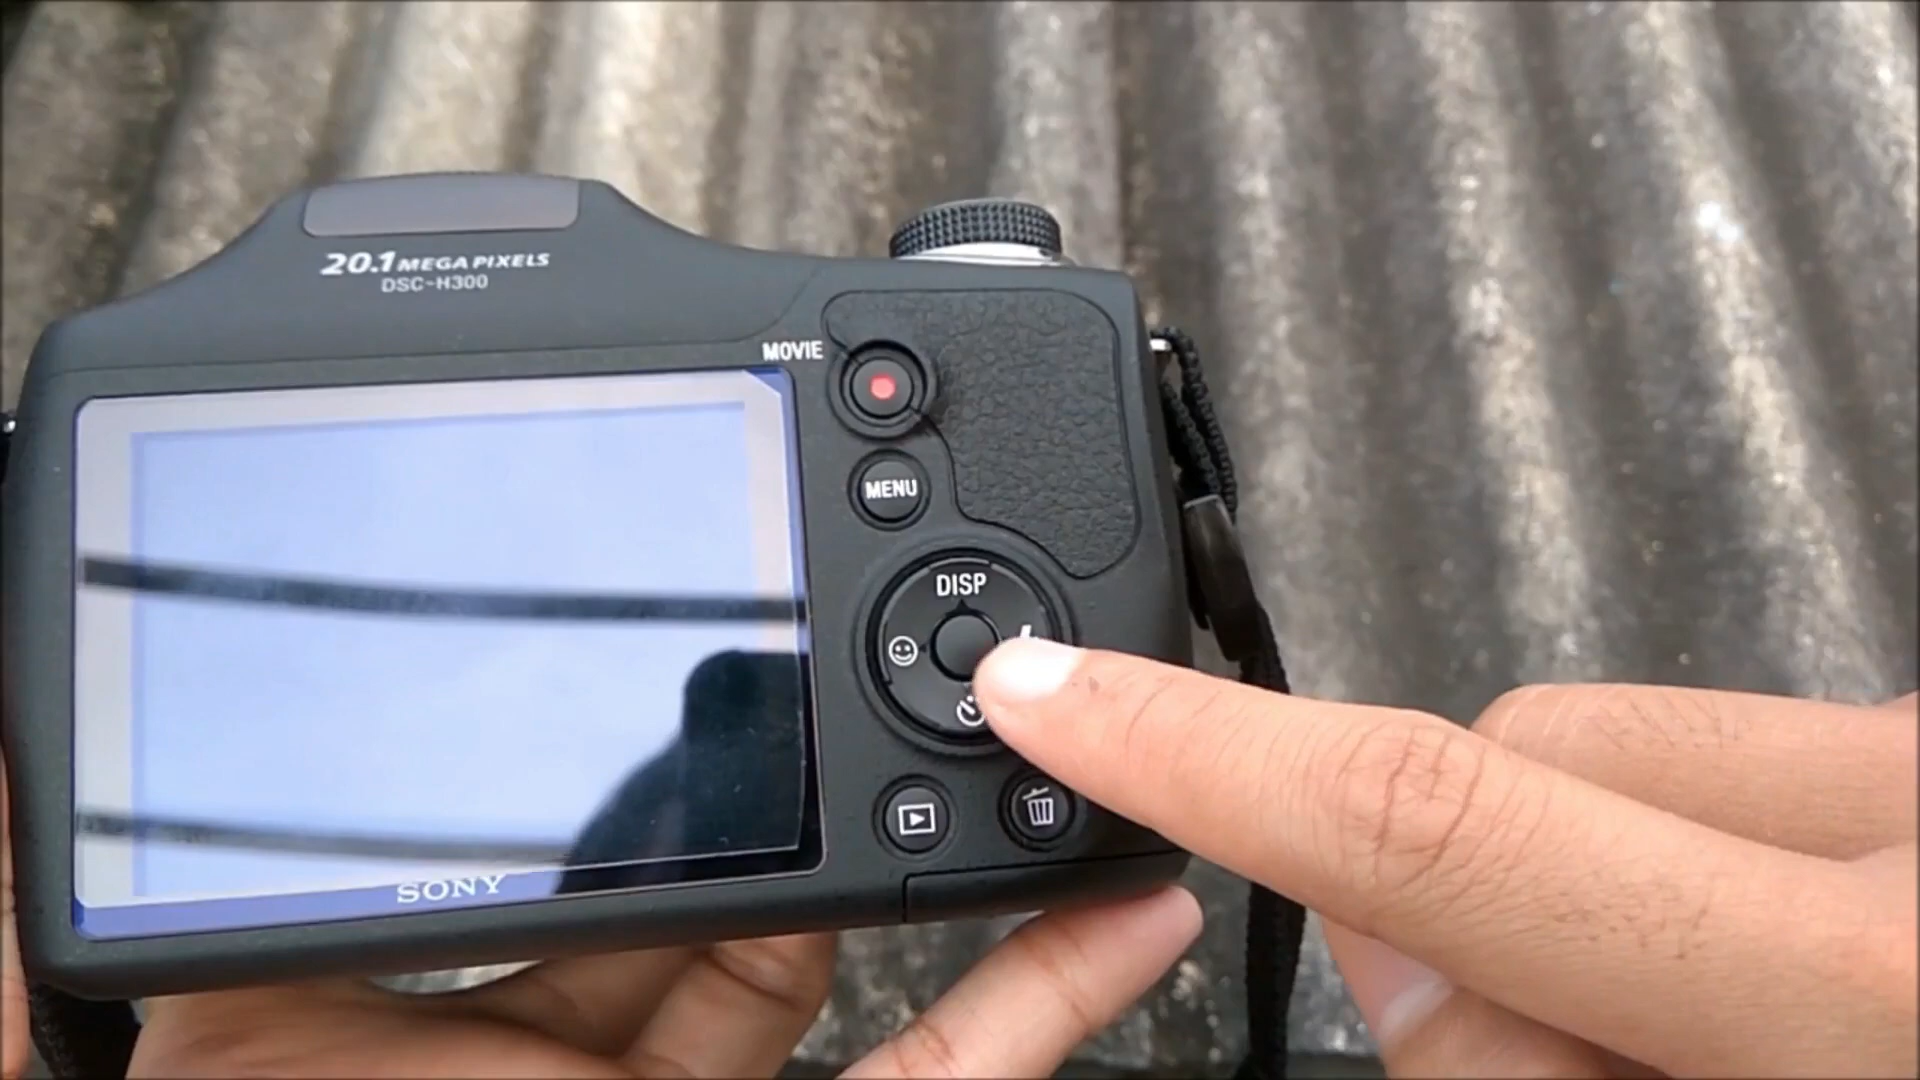 20.1 MEGA PIXELS
DSC-H300
MOVIE
MENU
DISP
SONY